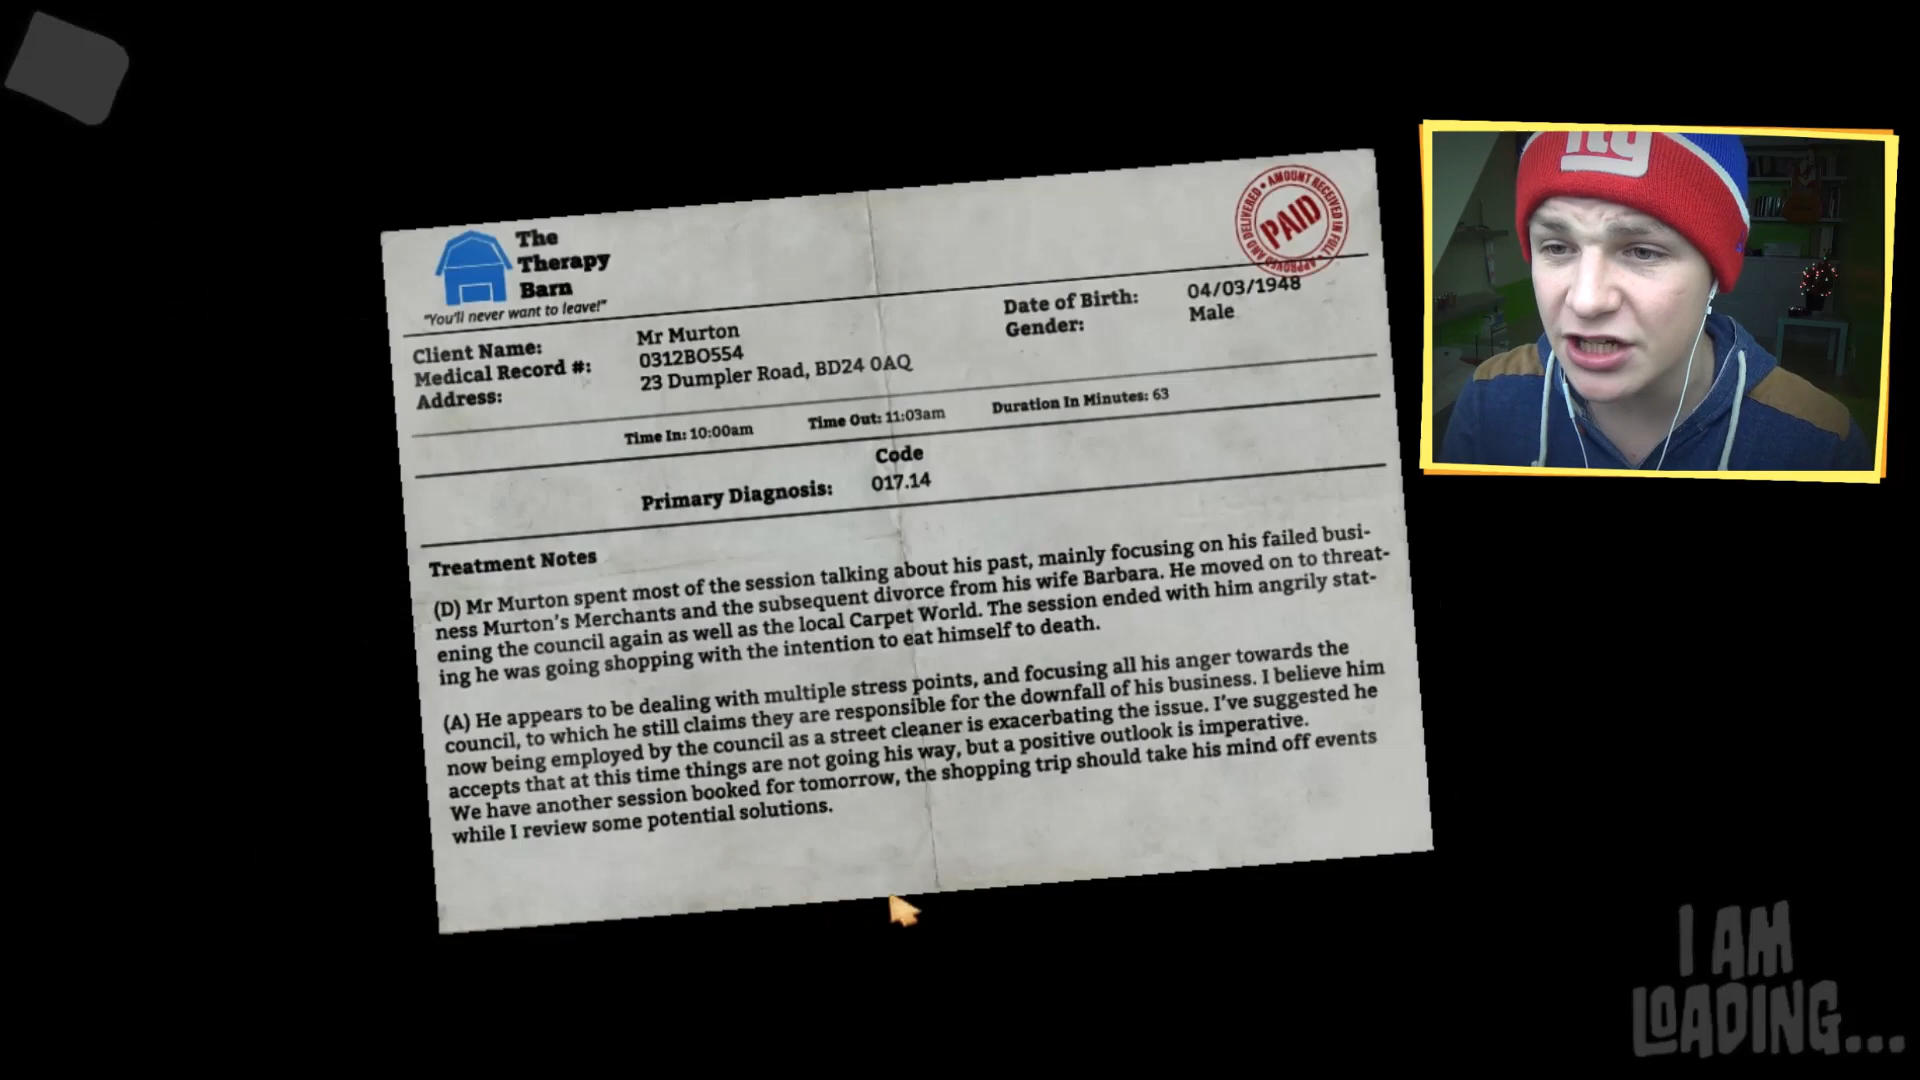 The
Therapy
Barn
"You'll never want to leave!"
AMOUNT RECEIVED IN FULL • APPROVED AND DELIVERED •
PAID
Client Name: Mr Murton
Medical Record #: 0312BO554
Address: 23 Dumpler Road, BD24 0AQ
Date of Birth: 04/03/1948
Gender: Male
Time In: 10:00am Time Out: 11:03am Duration In Minutes: 63
Code
Primary Diagnosis: 017.14
Treatment Notes
(D) Mr Murton spent most of the session talking about his past, mainly focusing on his failed busi-
ness Murton's Merchants and the subsequent divorce from his wife Barbara. He moved on to threat-
ening the council again as well as the local Carpet World. The session ended with him angrily stat-
ing he was going shopping with the intention to eat himself to death.
(A) He appears to be dealing with multiple stress points, and focusing all his anger towards the
council, to which he still claims they are responsible for the downfall of his business. I believe him
now being employed by the council as a street cleaner is exacerbating the issue. I've suggested he
accepts that at this time things are not going his way, but a positive outlook is imperative.
We have another session booked for tomorrow, the shopping trip should take his mind off events
while I review some potential solutions.
ny
I AM
LOADING...